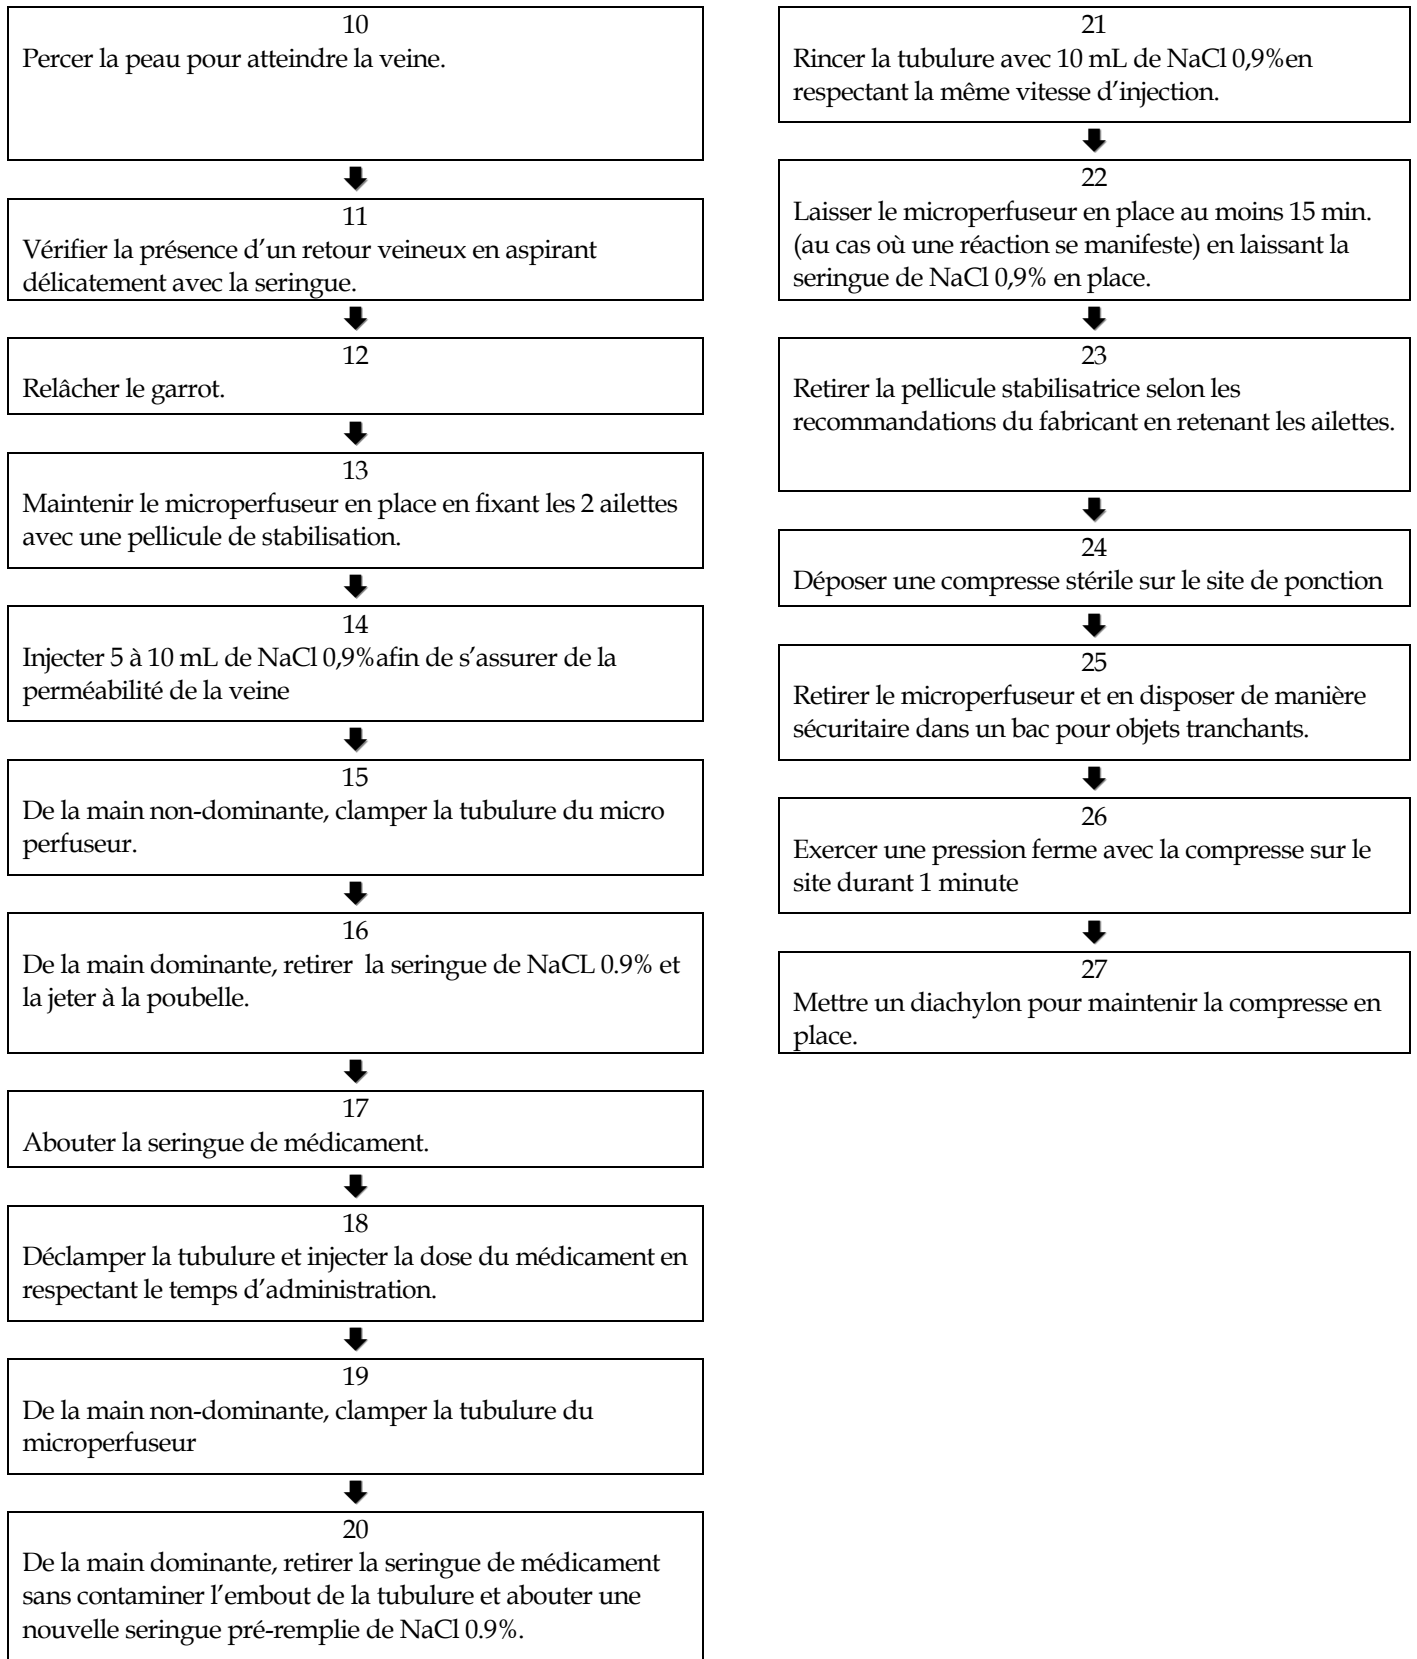 10
Percer la peau pour atteindre la veine.
11
Vérifier la présence d’un retour veineux en aspirant
délicatement avec la seringue.
12
Relâcher le garrot.
13
Maintenir le microperfuseur en place en fixant les 2 ailettes
avec une pellicule de stabilisation.
14
Injecter 5 à 10 mL de NaCl 0,9%afin de s’assurer de la
perméabilité de la veine
15
De la main non-dominante, clamper la tubulure du micro
perfuseur.
16
De la main dominante, retirer  la seringue de NaCL 0.9% et
la jeter à la poubelle.
17
Abouter la seringue de médicament.
18
Déclamper la tubulure et injecter la dose du médicament en
respectant le temps d’administration.
19
De la main non-dominante, clamper la tubulure du
microperfuseur
20
De la main dominante, retirer la seringue de médicament
sans contaminer l’embout de la tubulure et abouter une
nouvelle seringue pré-remplie de NaCl 0.9%.
21
Rincer la tubulure avec 10 mL de NaCl 0,9%en
respectant la même vitesse d’injection.
22
Laisser le microperfuseur en place au moins 15 min.
(au cas où une réaction se manifeste) en laissant la
seringue de NaCl 0,9% en place.
23
Retirer la pellicule stabilisatrice selon les
recommandations du fabricant en retenant les ailettes.
24
Déposer une compresse stérile sur le site de ponction
25
Retirer le microperfuseur et en disposer de manière
sécuritaire dans un bac pour objets tranchants.
26
Exercer une pression ferme avec la compresse sur le
site durant 1 minute
27
Mettre un diachylon pour maintenir la compresse en
place.